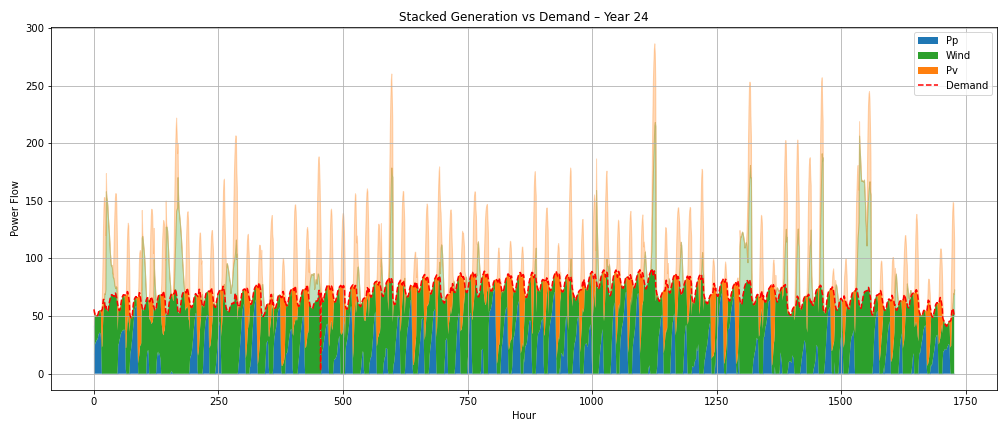 Stacked Generation vs Demand – Year 24
Power Flow
300
250
200
150
100
50
0
Pp
Wind
Pv
Demand
0
250
500
750
1000
1250
1500
1750
Hour